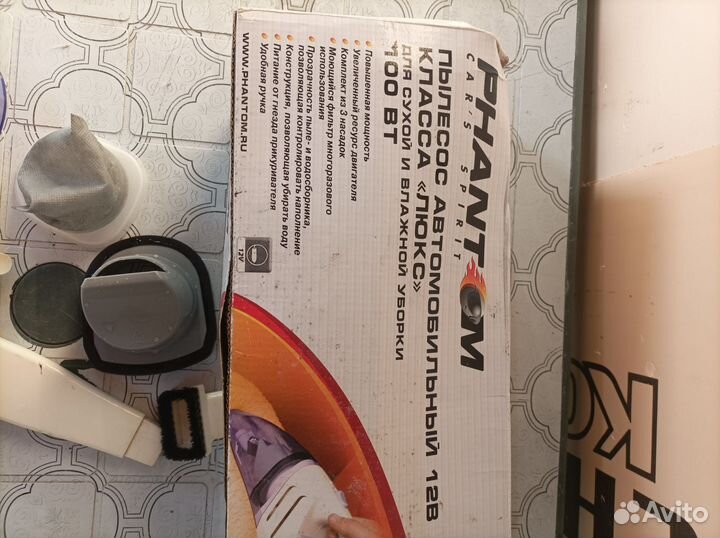 PHANTOM
CAR'S SPIRIT
ПЫЛЕСОС АВТОМОБИЛЬНЫЙ 12В
КЛАССА «ЛЮКС»
ДЛЯ СУХОЙ И ВЛАЖНОЙ УБОРКИ
100 ВТ
Повышенная мощность
Увеличенный ресурс двигателя
Комплект из 3 насадок
Моющийся фильтр многоразового
использования
Прозрачность пыле- и водосборника,
позволяющая контролировать наполнение
Конструкция, позволяющая убирать воду
Питание от гнезда прикуривателя
Удобная ручка
12V
WWW.PHANTOM.RU
Avito